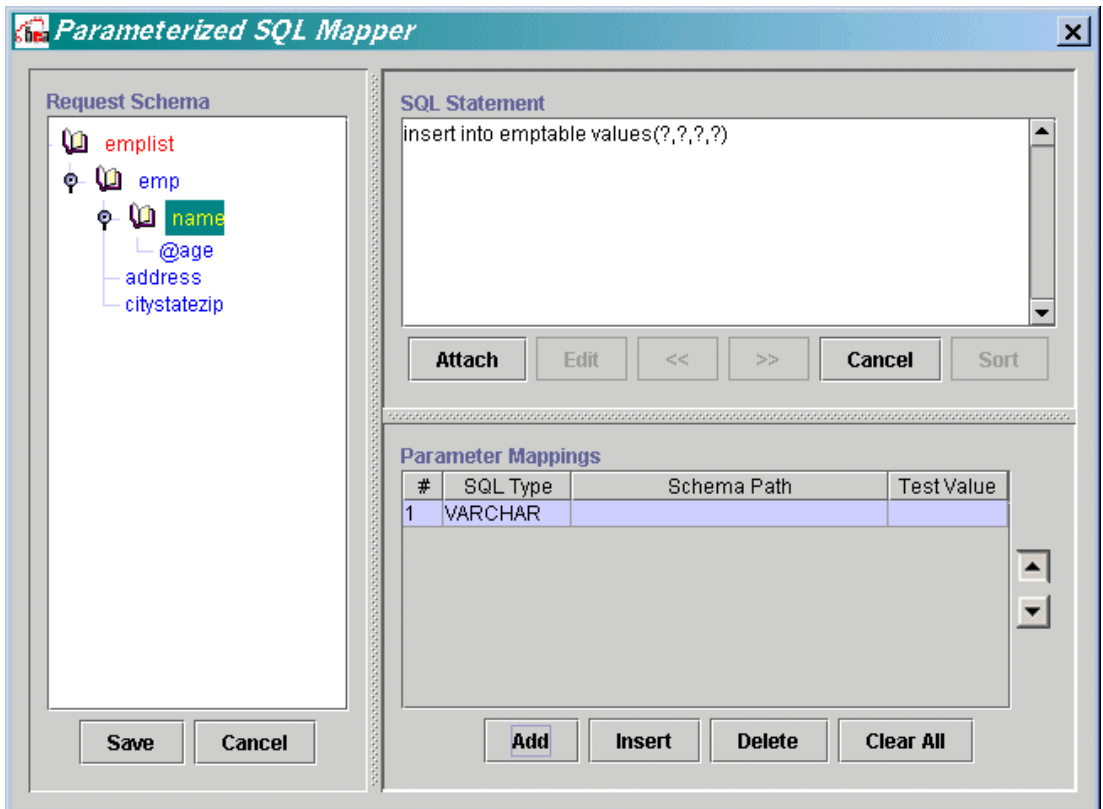 Parameterized SQL Mapper
Request Schema
emplist
emp
name
@age
address
citystatezip
Save
Cancel
SQL Statement
insert into emptable values(?,?,?,?)
Attach
Edit
<<
>>
Cancel
Sort
Parameter Mappings
# SQL Type Schema Path Test Value
1 VARCHAR
Add
Insert
Delete
Clear All